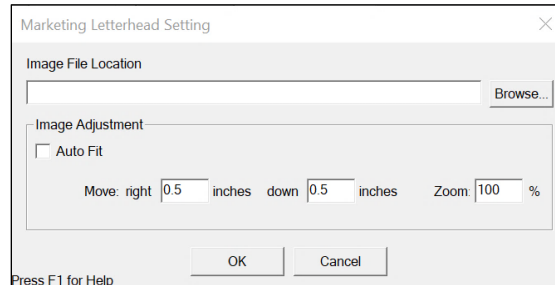 Marketing Letterhead Setting
Image File Location
Browse...
Image Adjustment
Auto Fit
Move: right 0.5 inches down 0.5 inches Zoom: 100 %
OK Cancel
Press F1 for Help